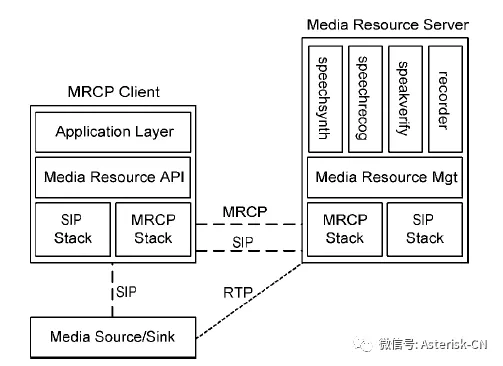 Media Resource Server
speechsynth
speechrecog
speakverify
recorder
Media Resource Mgt
MRCP
Stack
SIP
Stack
MRCP Client
Application Layer
Media Resource API
SIP
Stack
MRCP
Stack
MRCP
SIP
SIP
RTP
Media Source/Sink
微信号: Asterisk-CN